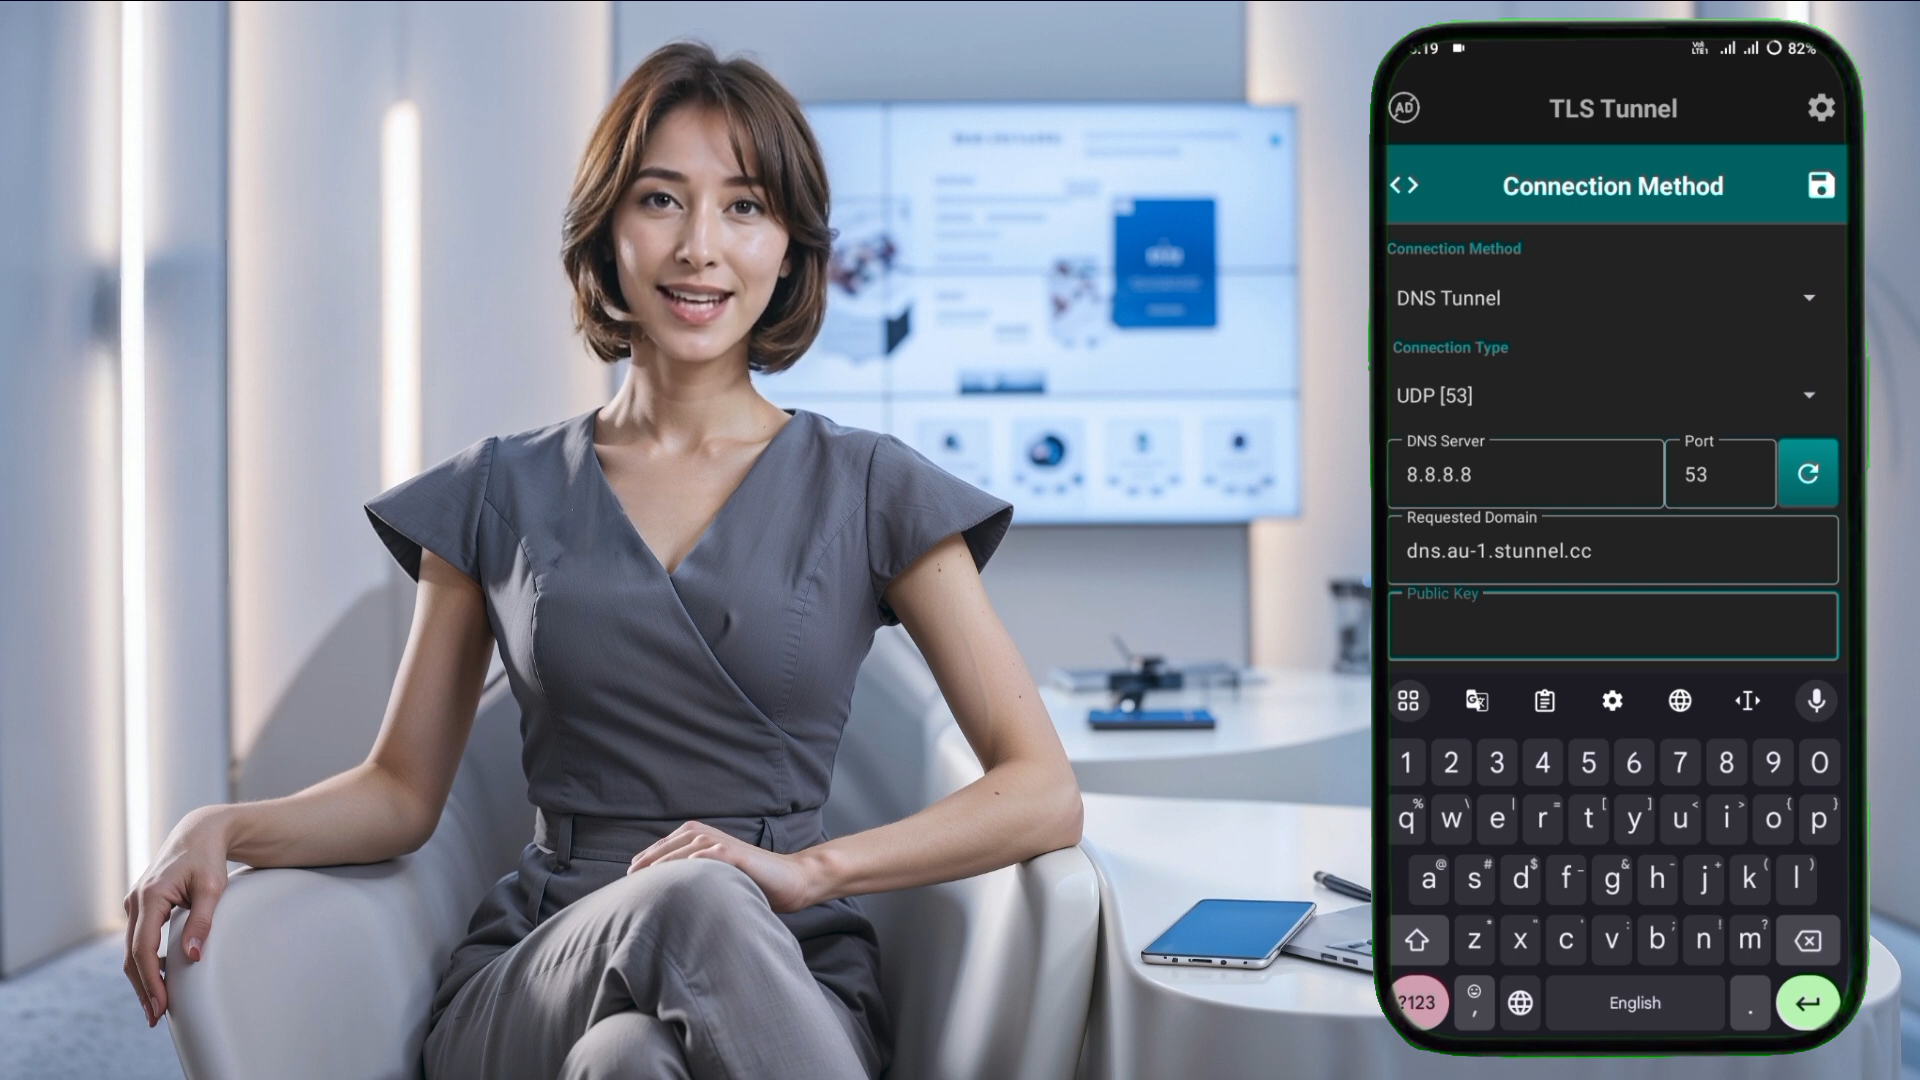 5:19 82%
AD TLS Tunnel
<> Connection Method
Connection Method
DNS Tunnel
Connection Type
UDP [53]
DNS Server Port
8.8.8.8 53
Requested Domain
dns.au-1.stunnel.cc
Public Key
1 2 3 4 5 6 7 8 9 0
% \ | = [ ] < > { }
q w e r t y u i o p
@ # $ - & - + ( )
a s d f g h j k l
* " ' : ; ! ?
z x c v b n m
?123 , English .